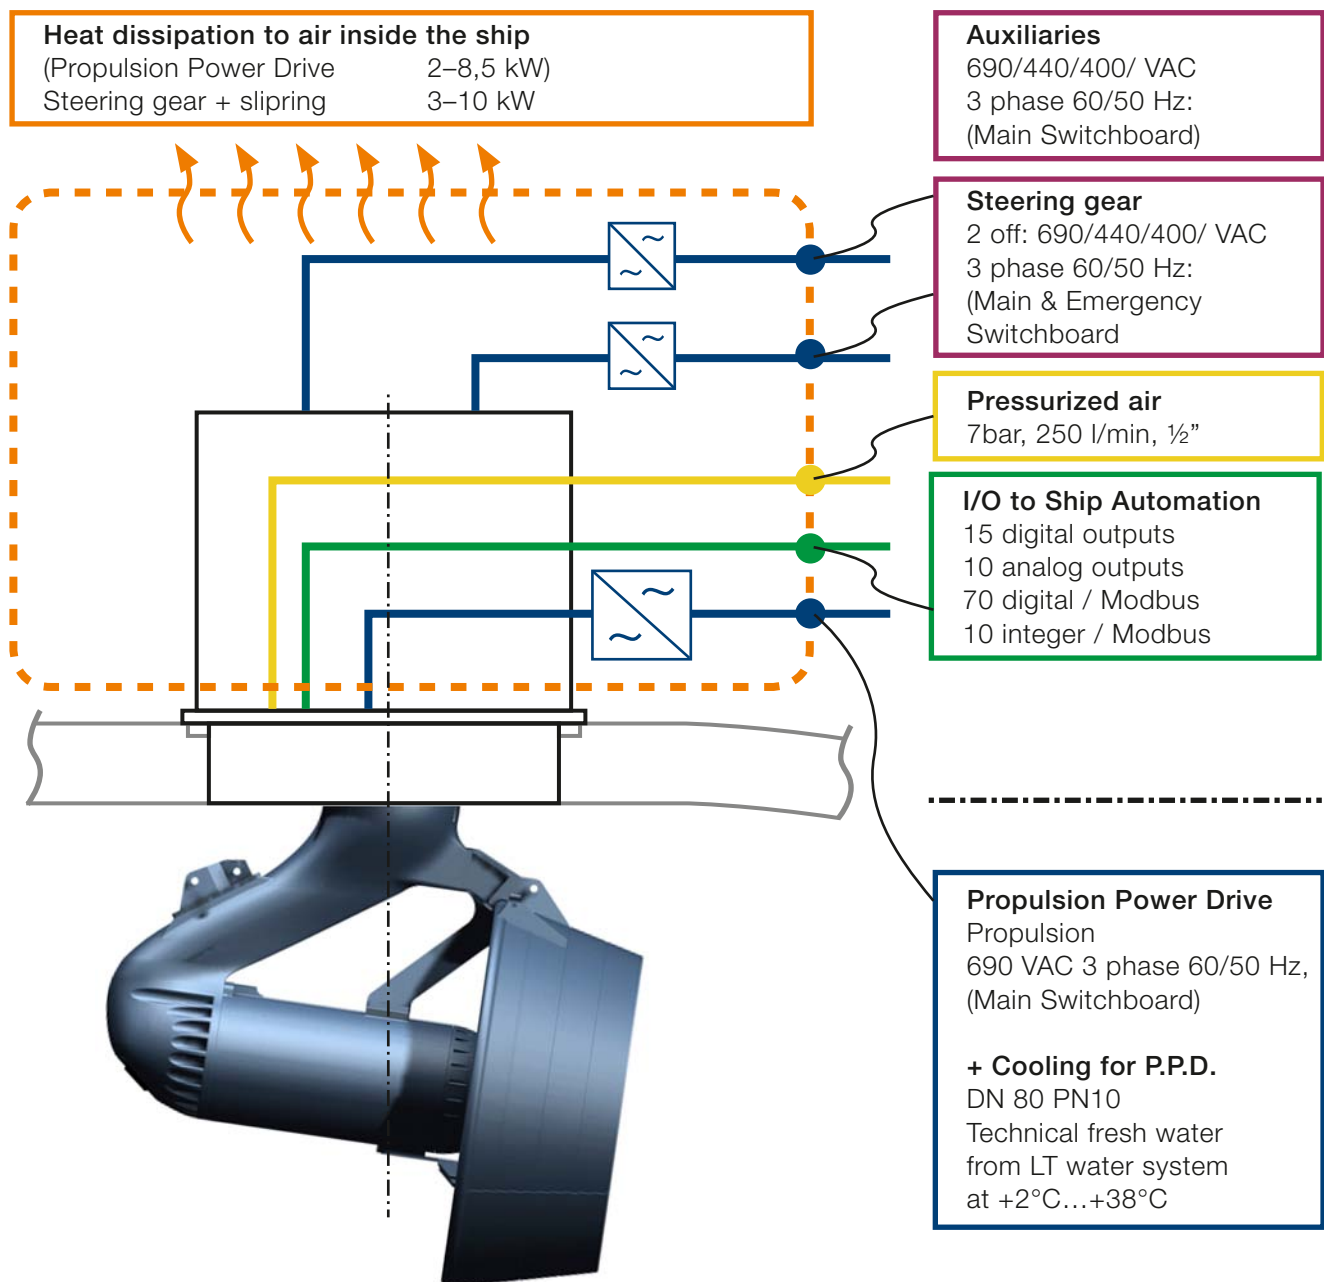 Heat dissipation to air inside the ship
(Propulsion Power Drive 2–8,5 kW)
Steering gear + slipring 3–10 kW
Auxiliaries
690/440/400/ VAC
3 phase 60/50 Hz:
(Main Switchboard)
Steering gear
2 off: 690/440/400/ VAC
3 phase 60/50 Hz:
(Main & Emergency
Switchboard
Pressurized air
7bar, 250 l/min, ½”
I/O to Ship Automation
15 digital outputs
10 analog outputs
70 digital / Modbus
10 integer / Modbus
Propulsion Power Drive
Propulsion
690 VAC 3 phase 60/50 Hz,
(Main Switchboard)
+ Cooling for P.P.D.
DN 80 PN10
Technical fresh water
from LT water system
at +2°C…+38°C